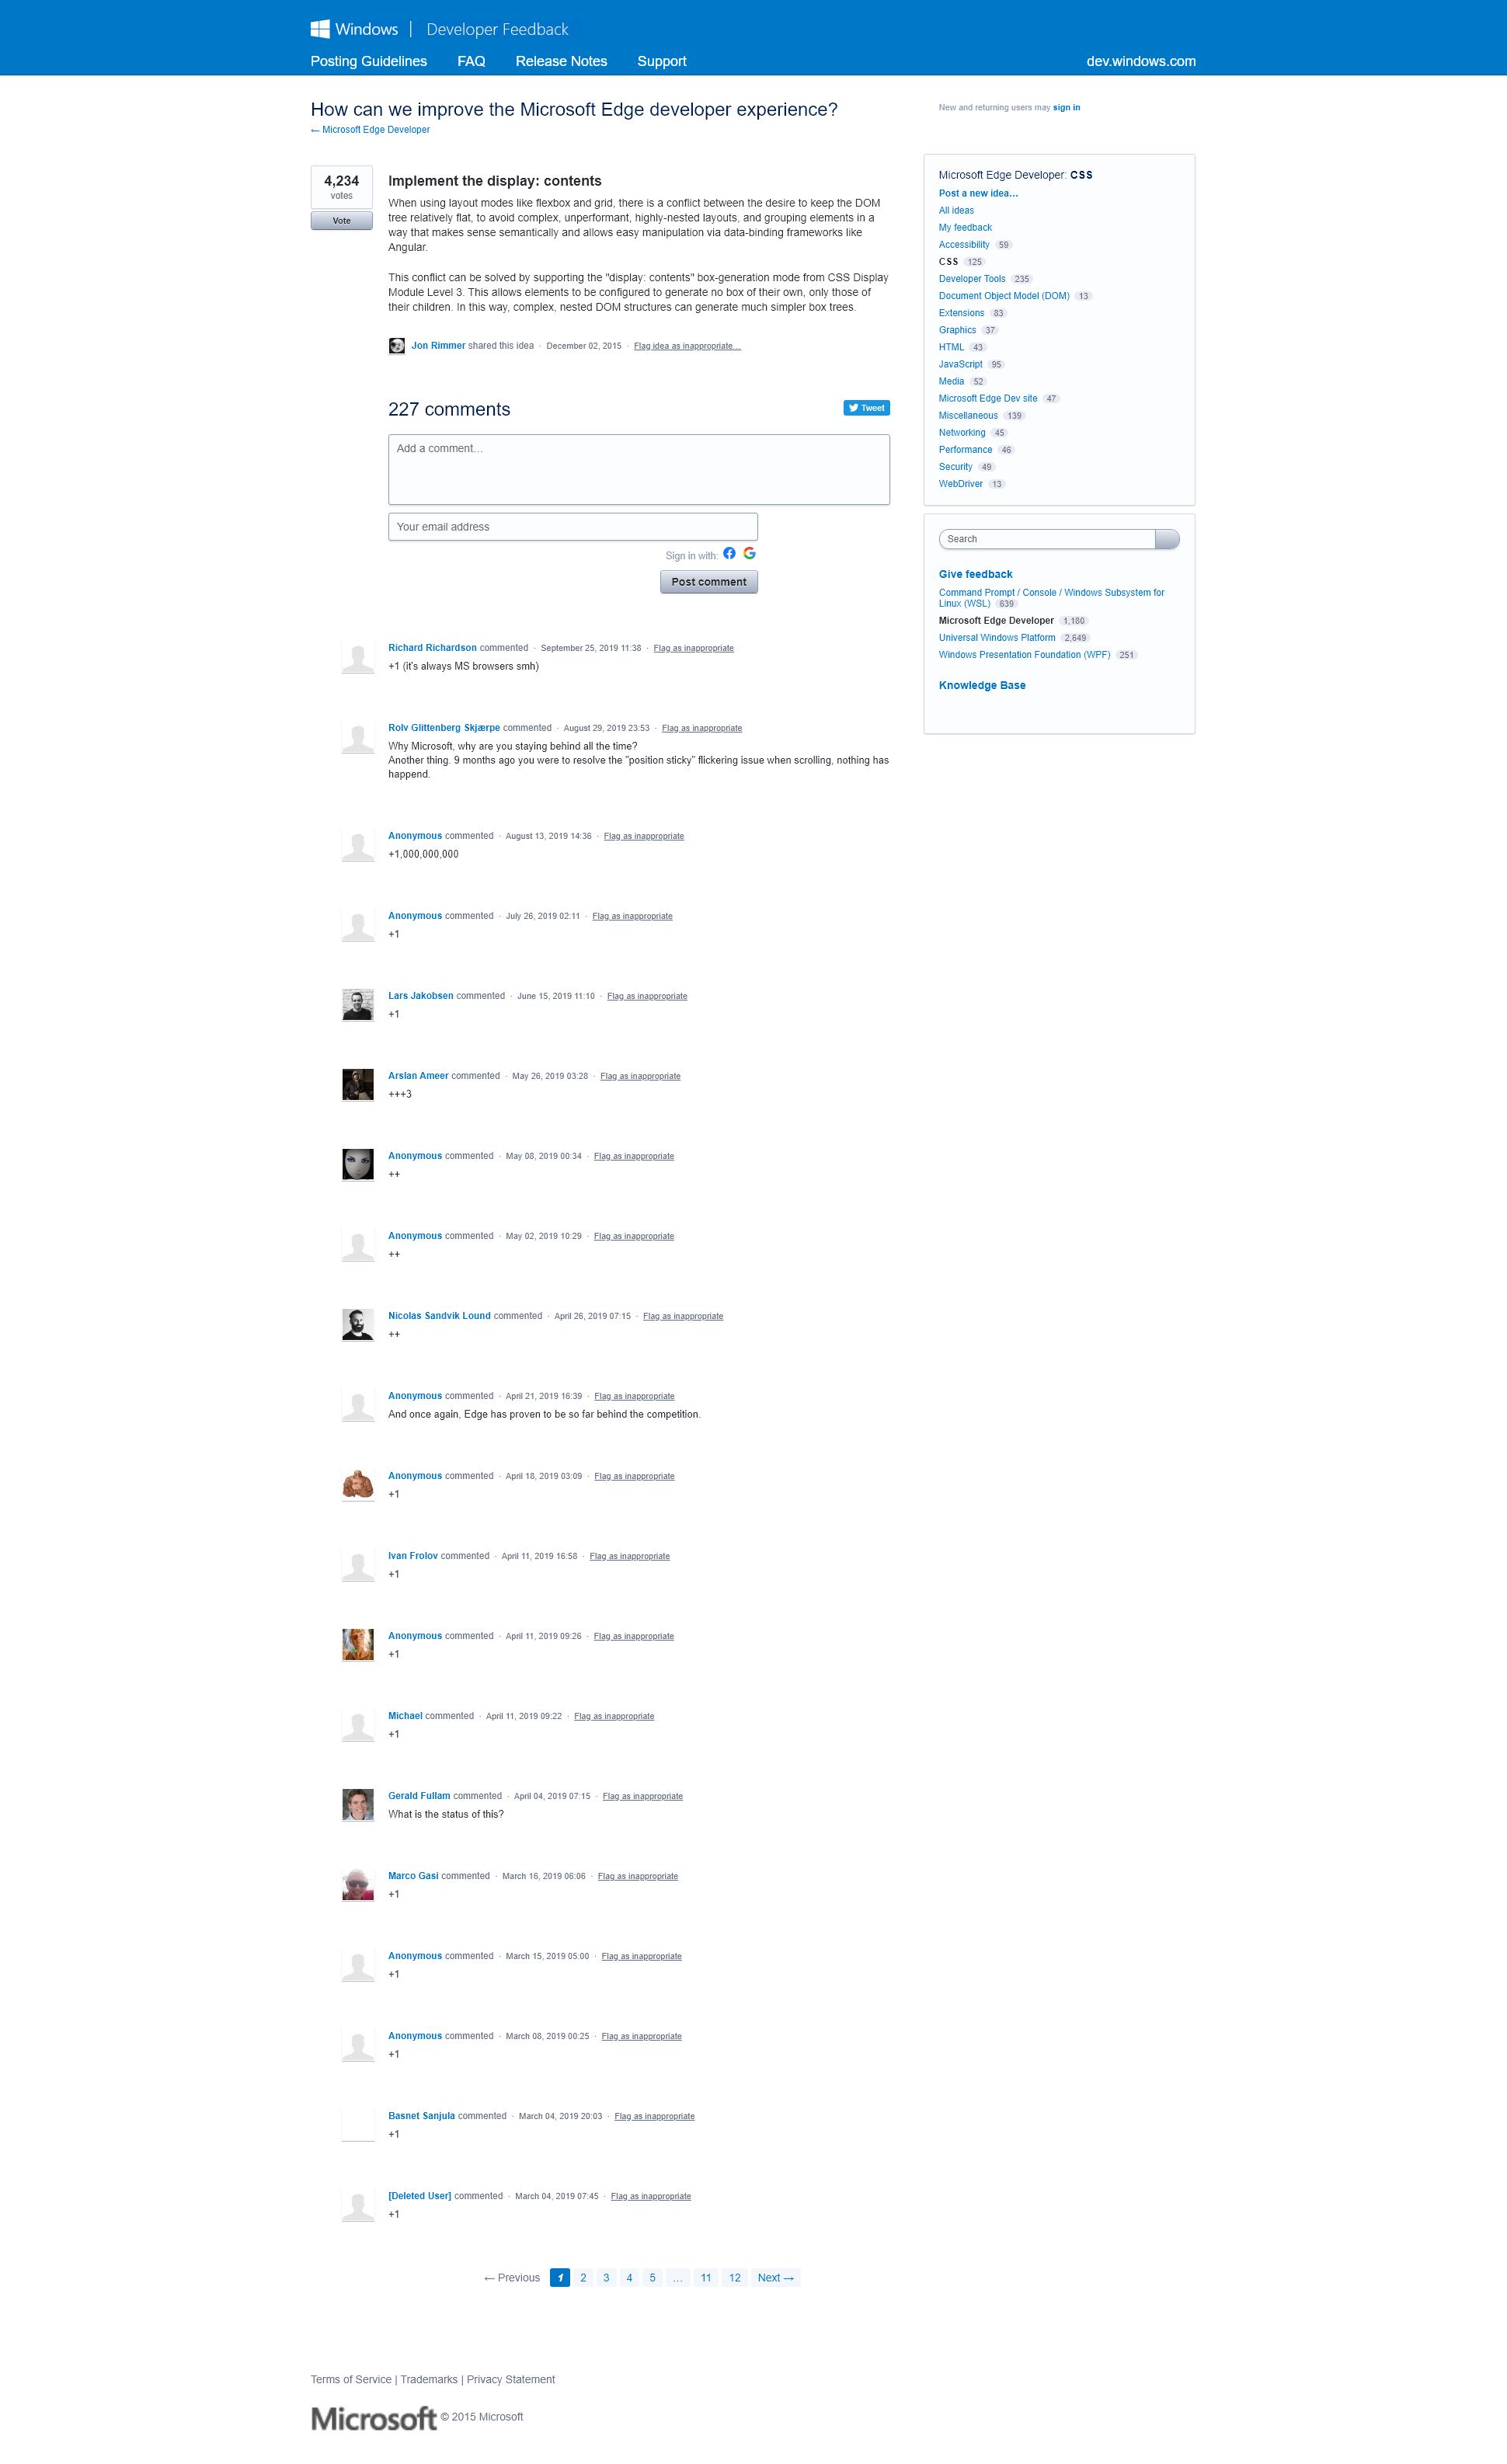 Windows | Developer Feedback
Posting Guidelines FAQ Release Notes Support dev.windows.com
How can we improve the Microsoft Edge developer experience?
← Microsoft Edge Developer
New and returning users may sign in
4,234
votes
Vote
Implement the display: contents
When using layout modes like flexbox and grid, there is a conflict between the desire to keep the DOM
tree relatively flat, to avoid complex, unperformant, highly-nested layouts, and grouping elements in a
way that makes sense semantically and allows easy manipulation via data-binding frameworks like
Angular.
This conflict can be solved by supporting the "display: contents" box-generation mode from CSS Display
Module Level 3. This allows elements to be configured to generate no box of their own, only those of
their children. In this way, complex, nested DOM structures can generate much simpler box trees.
Jon Rimmer shared this idea · December 02, 2015 · Flag idea as inappropriate…
227 comments
Tweet
Add a comment…
Your email address
Sign in with:
Post comment
Richard Richardson commented · September 25, 2019 11:38 · Flag as inappropriate
+1 (it's always MS browsers smh)
Rolv Glittenberg Skjærpe commented · August 29, 2019 23:53 · Flag as inappropriate
Why Microsoft, why are you staying behind all the time?
Another thing. 9 months ago you were to resolve the "position sticky" flickering issue when scrolling, nothing has
happend.
Anonymous commented · August 13, 2019 14:36 · Flag as inappropriate
+1,000,000,000
Anonymous commented · July 26, 2019 02:11 · Flag as inappropriate
+1
Lars Jakobsen commented · June 15, 2019 11:10 · Flag as inappropriate
+1
Arslan Ameer commented · May 26, 2019 03:28 · Flag as inappropriate
+++3
Anonymous commented · May 08, 2019 00:34 · Flag as inappropriate
++
Anonymous commented · May 02, 2019 10:29 · Flag as inappropriate
++
Nicolas Sandvik Lound commented · April 26, 2019 07:15 · Flag as inappropriate
++
Anonymous commented · April 21, 2019 16:39 · Flag as inappropriate
And once again, Edge has proven to be so far behind the competition.
Anonymous commented · April 18, 2019 03:09 · Flag as inappropriate
+1
Ivan Frolov commented · April 11, 2019 16:58 · Flag as inappropriate
+1
Anonymous commented · April 11, 2019 09:26 · Flag as inappropriate
+1
Michael commented · April 11, 2019 09:22 · Flag as inappropriate
+1
Gerald Fullam commented · April 04, 2019 07:15 · Flag as inappropriate
What is the status of this?
Marco Gasi commented · March 16, 2019 06:06 · Flag as inappropriate
+1
Anonymous commented · March 15, 2019 05:00 · Flag as inappropriate
+1
Anonymous commented · March 08, 2019 00:25 · Flag as inappropriate
+1
Basnet Sanjula commented · March 04, 2019 20:03 · Flag as inappropriate
+1
[Deleted User] commented · March 04, 2019 07:45 · Flag as inappropriate
+1
← Previous 1 2 3 4 5 … 11 12 Next →
Microsoft Edge Developer: CSS
Post a new idea…
All ideas
My feedback
Accessibility 59
CSS 125
Developer Tools 235
Document Object Model (DOM) 13
Extensions 83
Graphics 37
HTML 43
JavaScript 95
Media 52
Microsoft Edge Dev site 47
Miscellaneous 139
Networking 45
Performance 46
Security 49
WebDriver 13
Search
Give feedback
Command Prompt / Console / Windows Subsystem for
Linux (WSL) 639
Microsoft Edge Developer 1,180
Universal Windows Platform 2,649
Windows Presentation Foundation (WPF) 251
Knowledge Base
Terms of Service | Trademarks | Privacy Statement
Microsoft © 2015 Microsoft